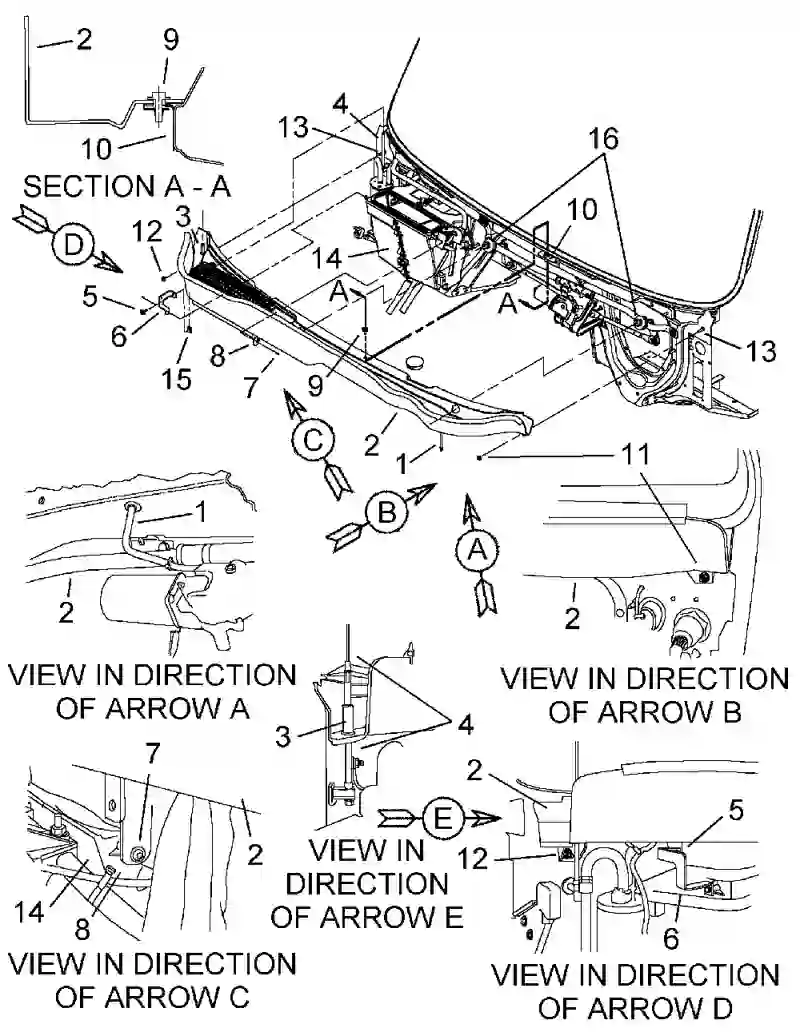 2
9
10
SECTION A - A
4
13
16
10
D
3
12
14
A
A
5
6
15
8
7
9
13
C
2
1
B
11
A
1
2
VIEW IN DIRECTION
OF ARROW A
2
VIEW IN DIRECTION
OF ARROW B
3
4
7
2
14
8
VIEW IN DIRECTION
OF ARROW C
E
VIEW IN
DIRECTION
OF ARROW E
2
5
12
6
VIEW IN DIRECTION
OF ARROW D